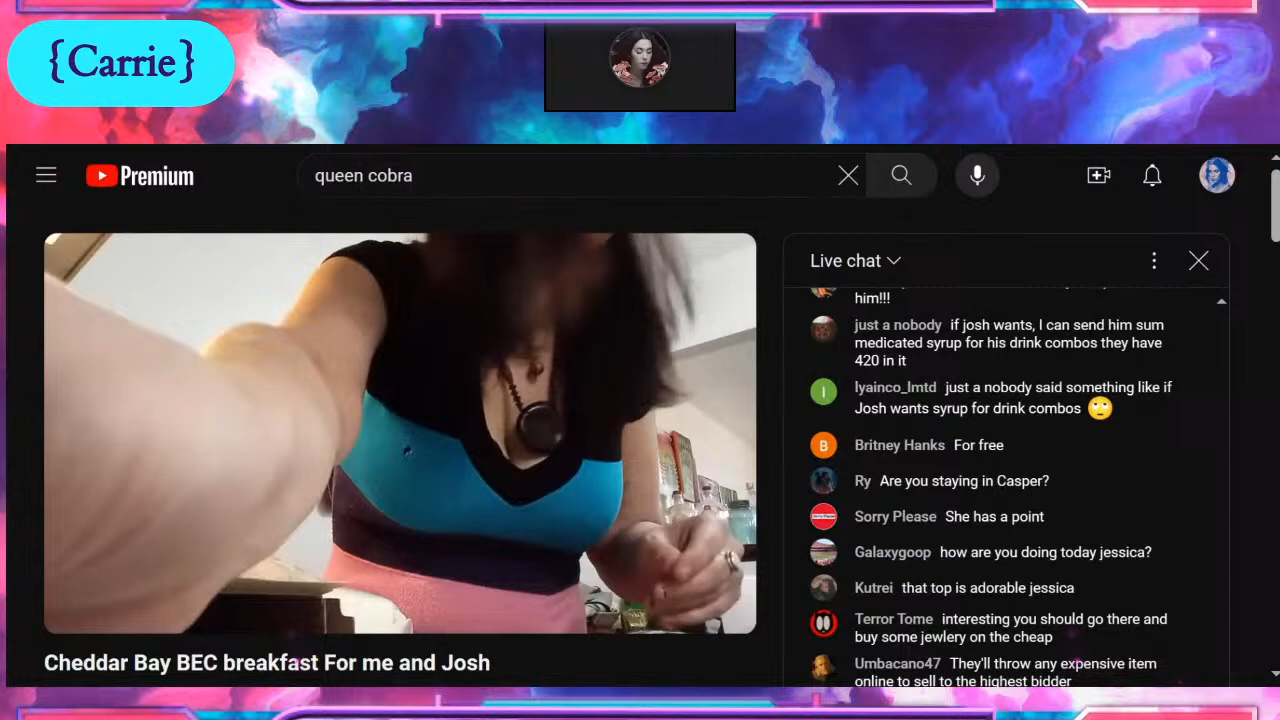 {Carrie}
Premium
queen cobra
Live chat
him!!!
just a nobody if josh wants, I can send him sum
medicated syrup for his drink combos they have
420 in it
I
lyainco_lmtd just a nobody said something like if
Josh wants syrup for drink combos
B
Britney Hanks For free
Ry Are you staying in Casper?
Sorry Please She has a point
Galaxygoop how are you doing today jessica?
Kutrei that top is adorable jessica
Terror Tome interesting you should go there and
buy some jewlery on the cheap
Umbacano47 They'll throw any expensive item
online to sell to the highest bidder
Cheddar Bay BEC breakfast For me and Josh